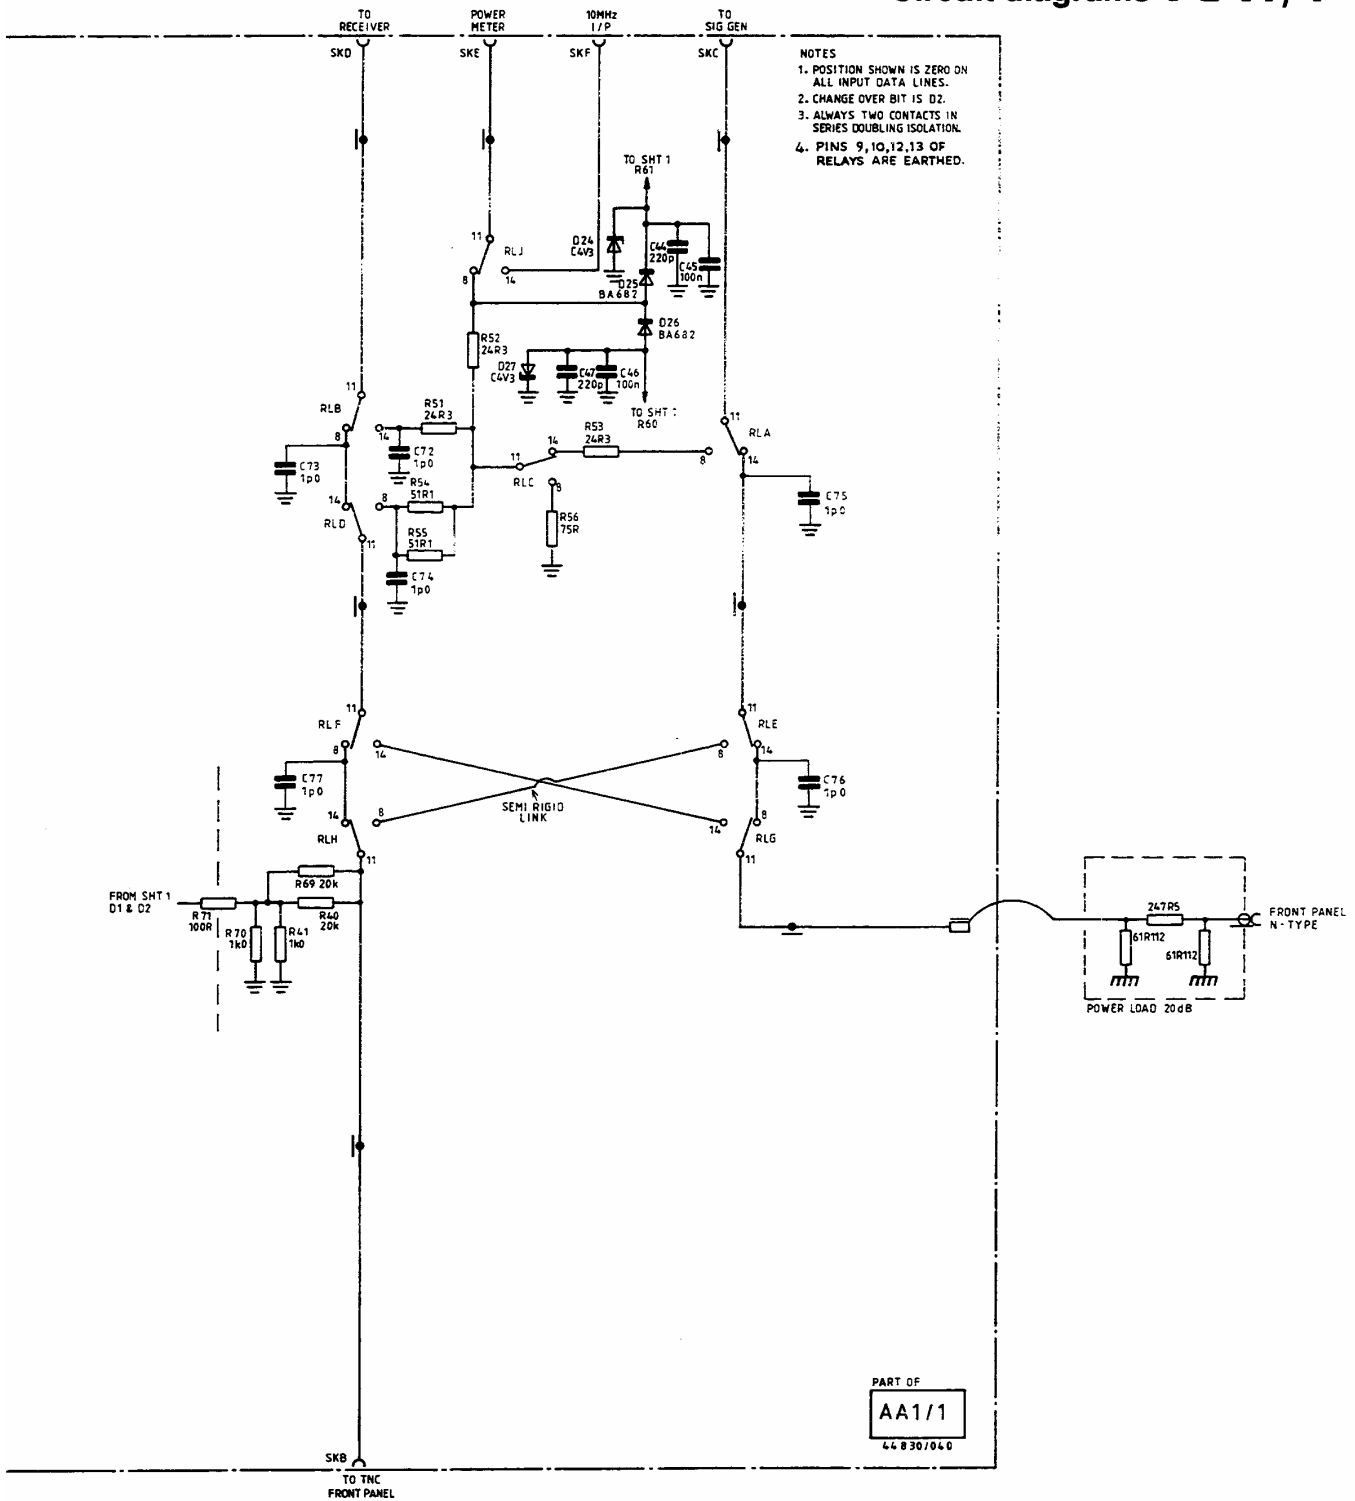 TO
RECEIVER
POWER
METER
10MHz
I/P
TO
SIG GEN
SKD
SKE
SKF
SKC
NOTES
1. POSITION SHOWN IS ZERO ON
ALL INPUT DATA LINES.
2. CHANGE OVER BIT IS D2.
3. ALWAYS TWO CONTACTS IN
SERIES DOUBLING ISOLATION.
4. PINS 9,10,12,13 OF
RELAYS ARE EARTHED.
TO SHT 1
R61
11
RLJ
8
14
D24
C4V3
C44
220p
C45
100n
D25
BA682
D26
BA682
R52
24R3
D27
C4V3
C47
220p
C46
100n
TO SHT
R60
11
RLB
8
14
R51
24R3
C72
1p0
C73
1p0
R53
24R3
14
11
RLC
8
8
11
RLA
14
R54
51R1
14
RLD
8
11
R55
51R1
C74
1p0
R56
75R
C75
1p0
11
RLF
8
14
11
RLE
8
14
C77
1p0
C76
1p0
SEMI RIGID
LINK
14
8
RLH
11
14
8
RLG
11
R69 20k
FROM SHT 1
D1 & D2
R71
100R
R70
1k0
R41
1k0
R40
20k
247R5
61R112
61R112
FRONT PANEL
N-TYPE
POWER LOAD 20dB
PART OF
AA1/1
44830/040
SKB
TO TNC
FRONT PANEL